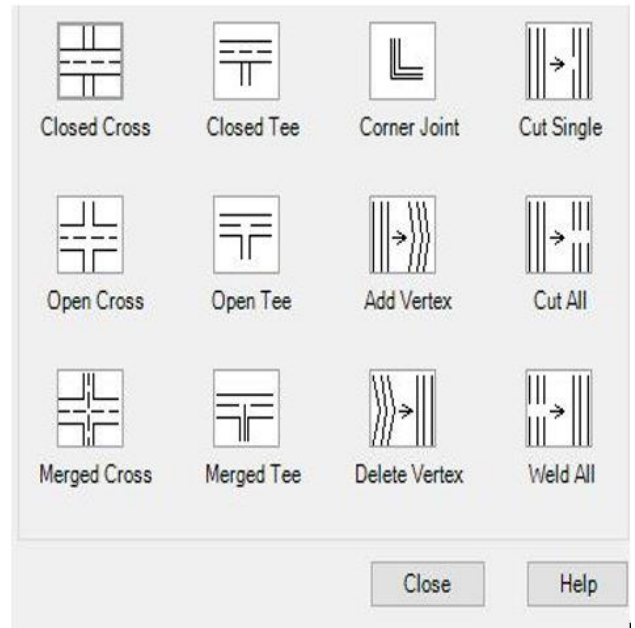 Closed Cross Closed Tee Corner Joint Cut Single
Open Cross Open Tee Add Vertex Cut All
Merged Cross Merged Tee Delete Vertex Weld All
Close Help